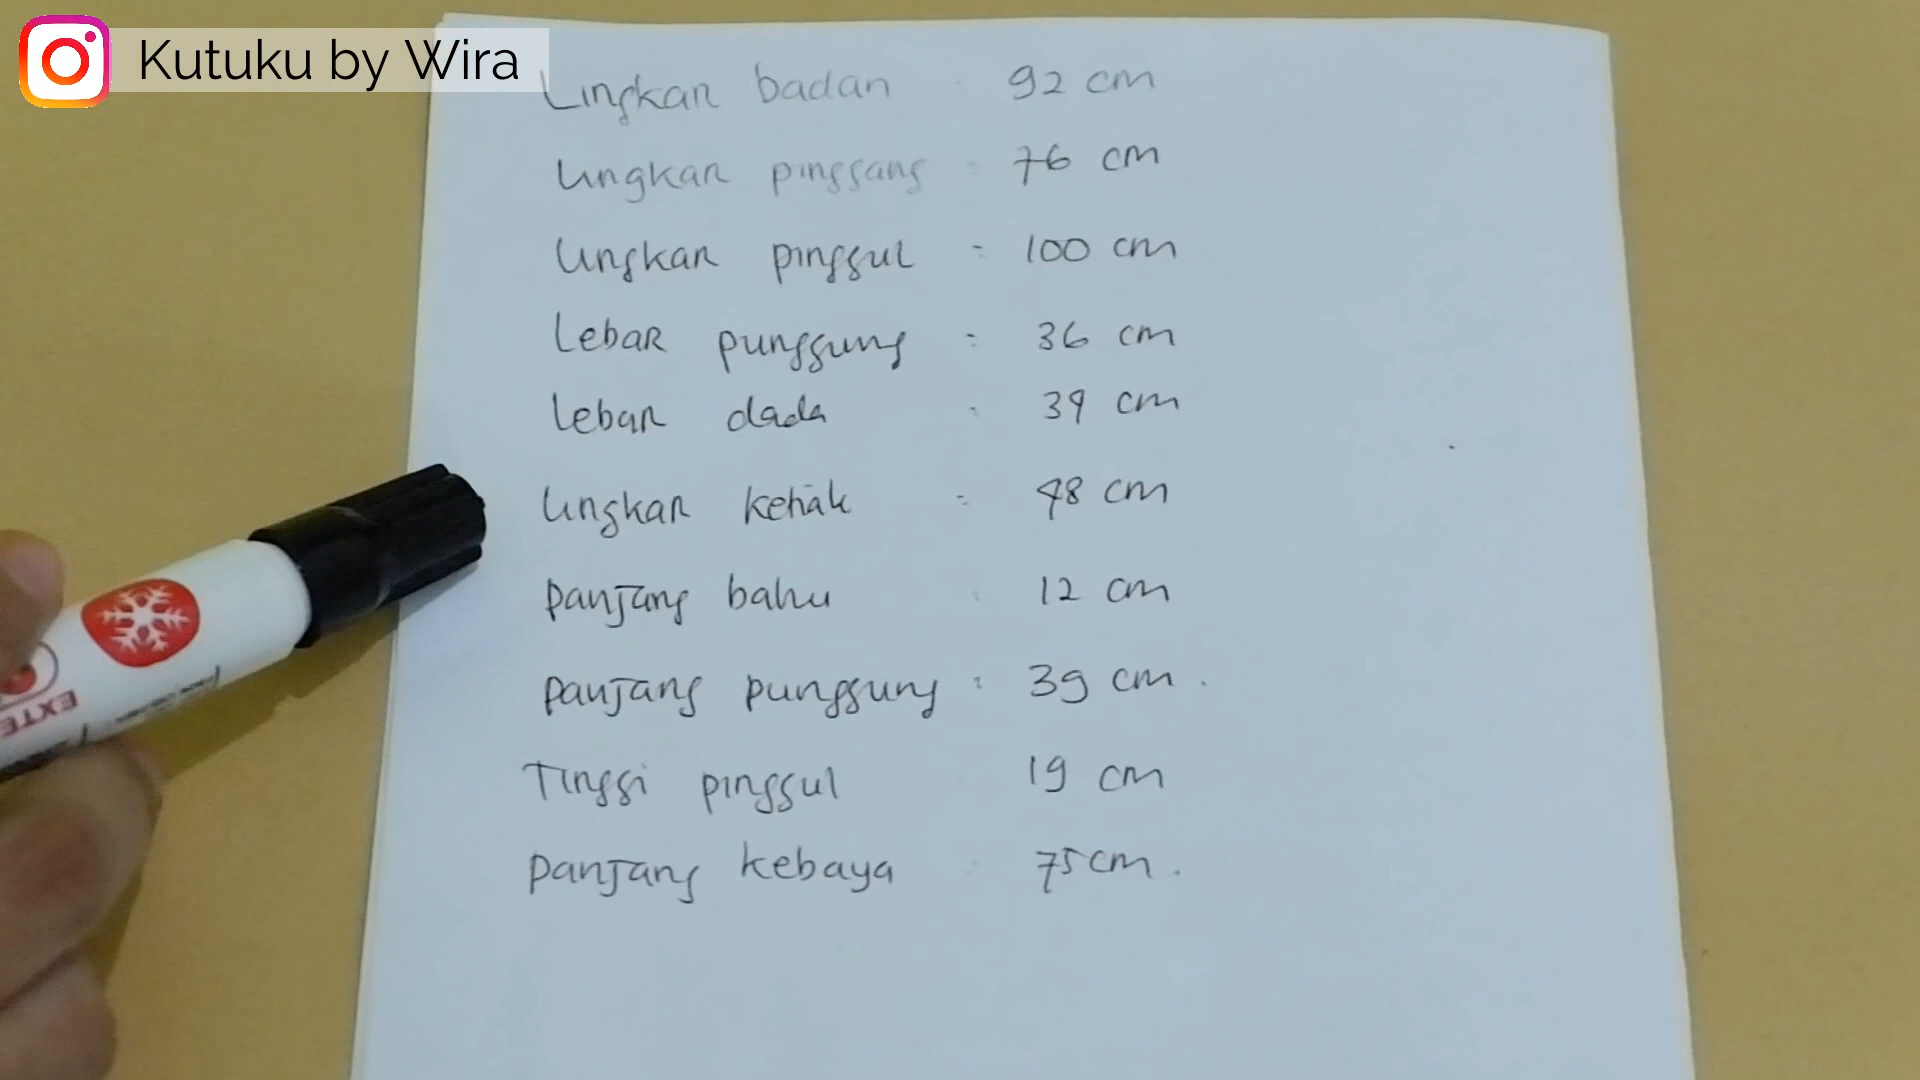 Kutuku by Wira
Lingkar badan : 92 cm
Lingkar pinggang : 76 cm
Lingkar pinggul : 100 cm
Lebar punggung : 36 cm
Lebar dada : 34 cm
Lingkar ketiak : 48 cm
panjang bahu : 12 cm
panjang punggung : 39 cm.
Tinggi pinggul 19 cm
panjang kebaya : 75 cm.
EXTE